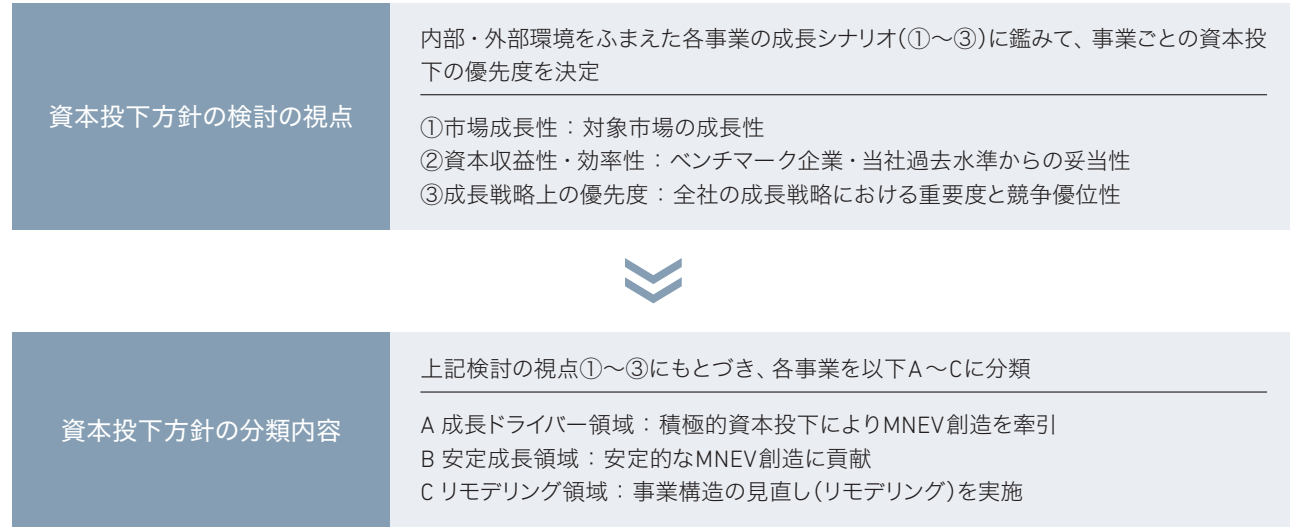 資本投下方針の検討の視点
内部・外部環境をふまえた各事業の成長シナリオ(①～③)に鑑みて、事業ごとの資本投
下の優先度を決定
①市場成長性：対象市場の成長性
②資本収益性・効率性：ベンチマーク企業・当社過去水準からの妥当性
③成長戦略上の優先度：全社の成長戦略における重要度と競争優位性
資本投下方針の分類内容
上記検討の視点①～③にもとづき、各事業を以下A～Cに分類
A 成長ドライバー領域：積極的資本投下によりMNEV創造を牽引
B 安定成長領域：安定的なMNEV創造に貢献
C リモデリング領域：事業構造の見直し(リモデリング)を実施